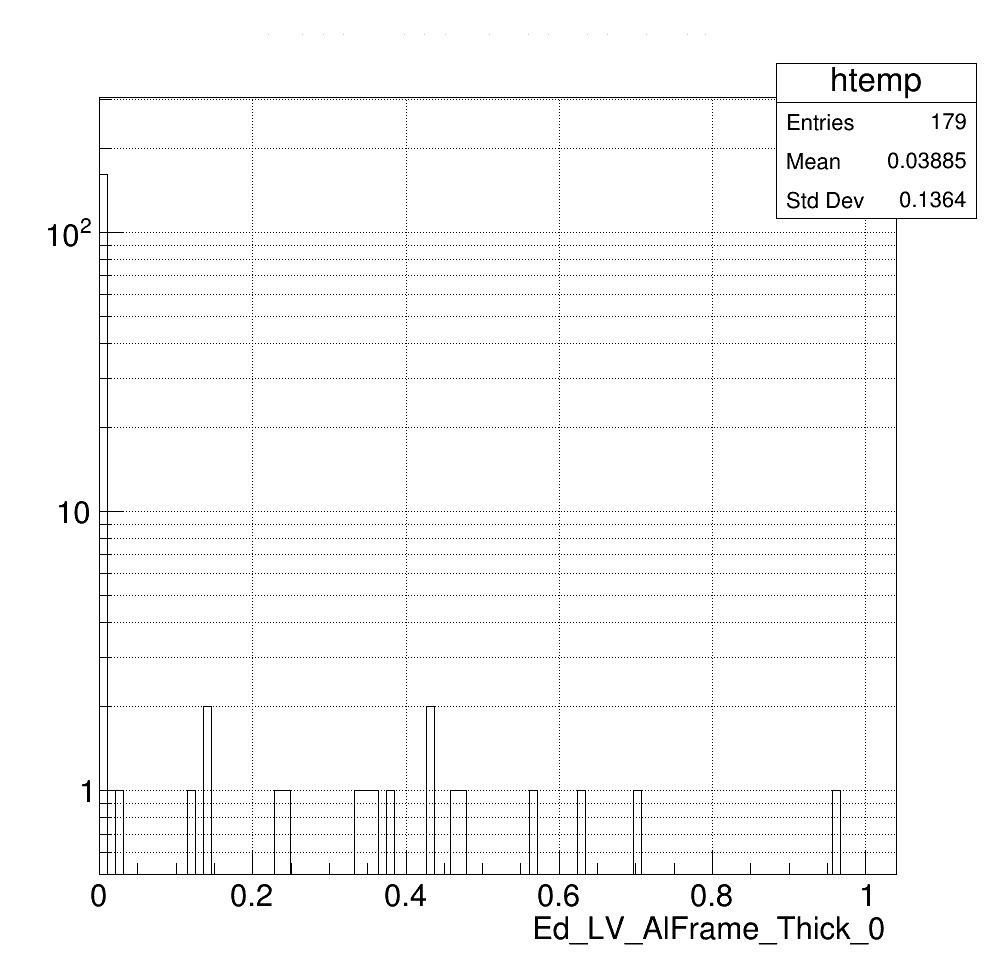 htemp
Entries 179
Mean 0.03885
Std Dev 0.1364
10²
10
1
0 0.2 0.4 0.6 0.8 1
Ed_LV_AlFrame_Thick_0